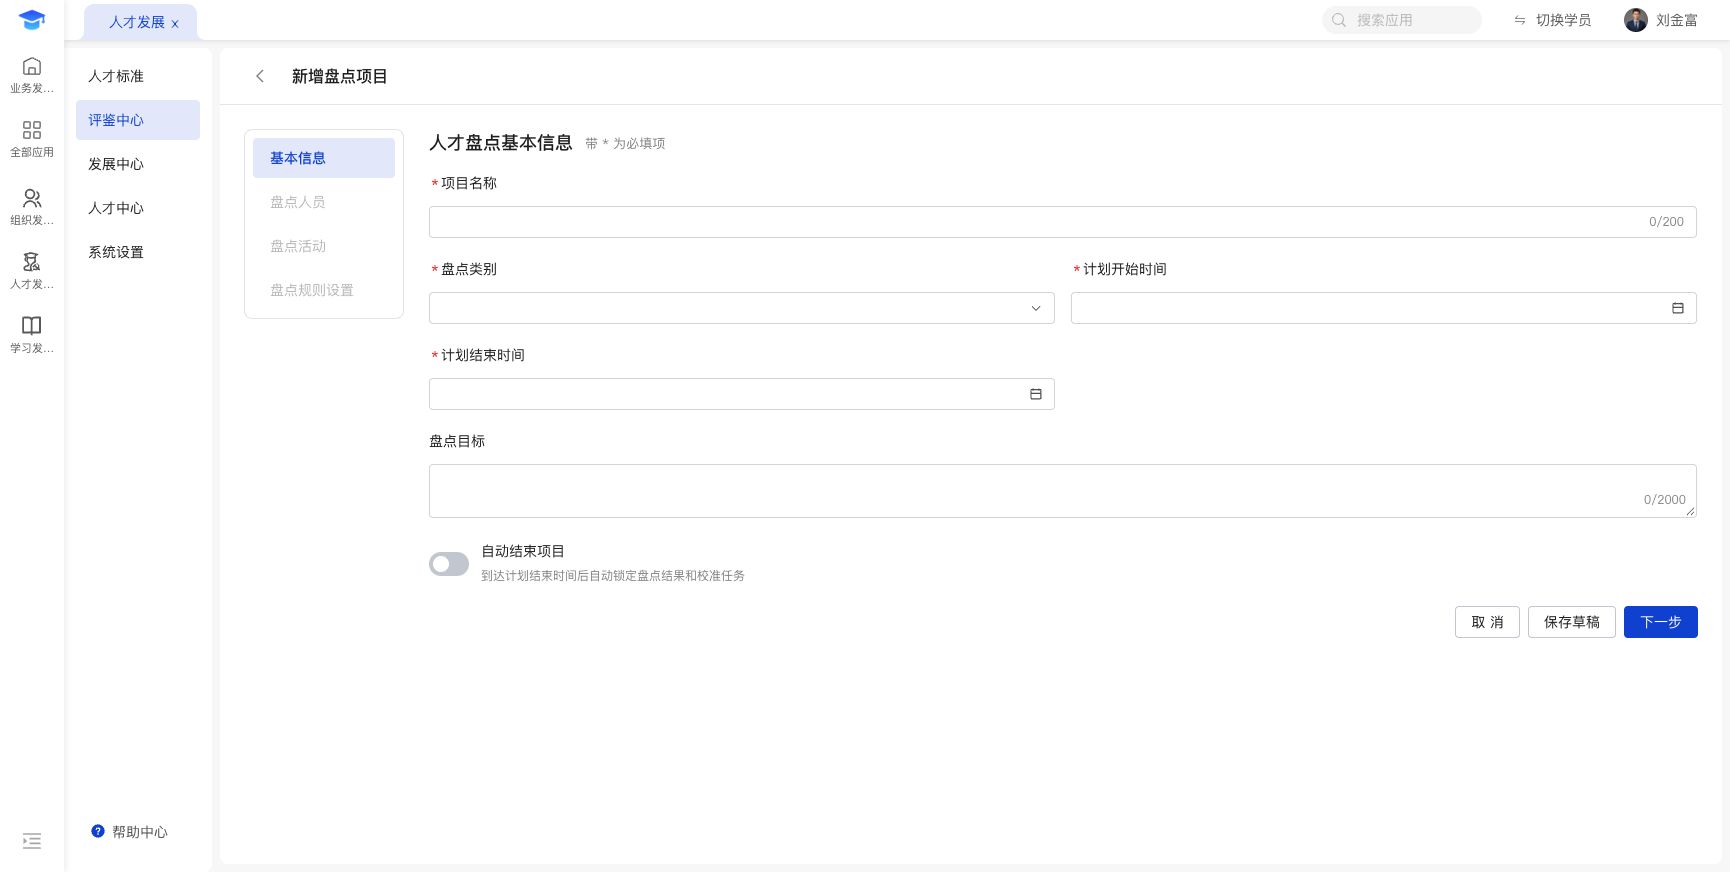 人才发展 x
搜索应用
切换学员
刘金富
业务发...
全部应用
组织发...
人才发...
学习发...
人才标准
评鉴中心
发展中心
人才中心
系统设置
帮助中心
新增盘点项目
基本信息
盘点人员
盘点活动
盘点规则设置
人才盘点基本信息 带 * 为必填项
* 项目名称
0/200
* 盘点类别
* 计划开始时间
* 计划结束时间
盘点目标
0/2000
自动结束项目
到达计划结束时间后自动锁定盘点结果和校准任务
取 消
保存草稿
下一步